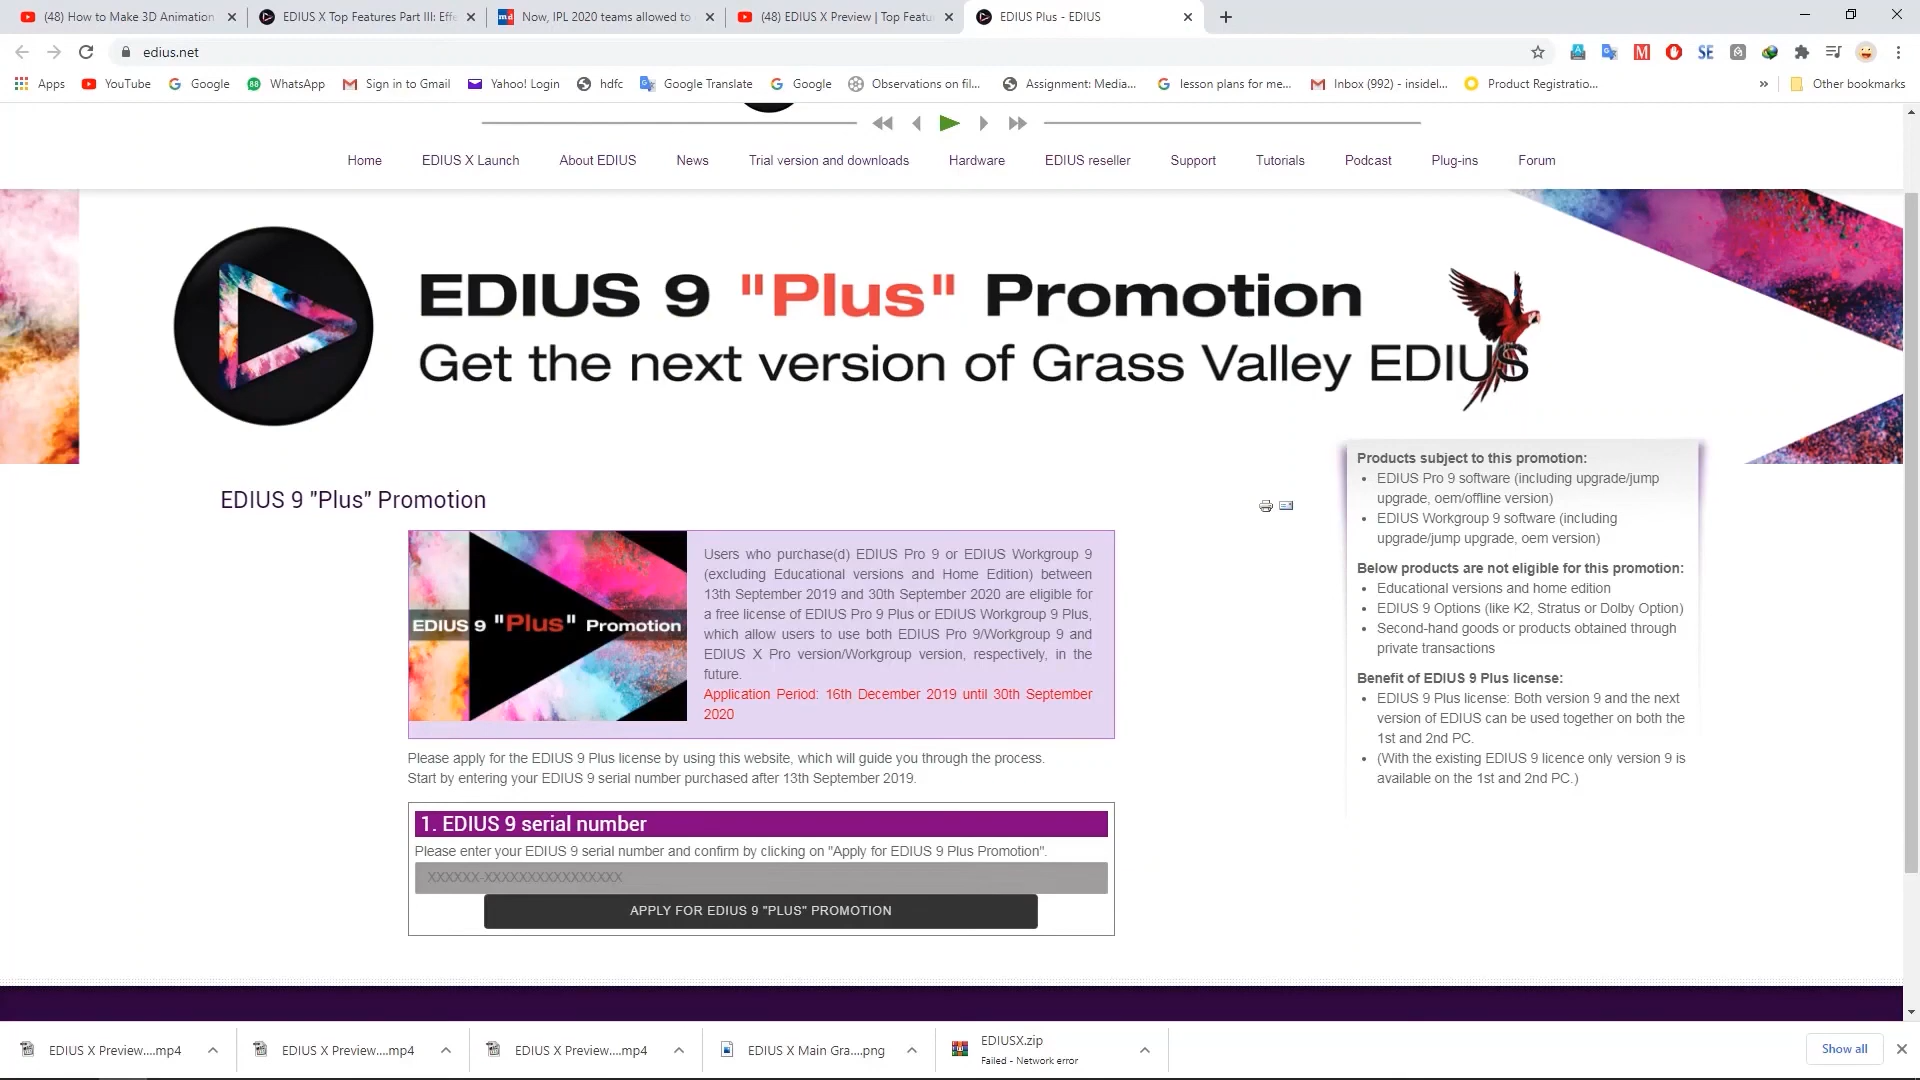 (48) How to Make 3D Animation
EDIUS X Top Features Part III: Effe
Now, IPL 2020 teams allowed to
(48) EDIUS X Preview | Top Featu
EDIUS Plus - EDIUS
edius.net
Apps
YouTube
Google
WhatsApp
Sign in to Gmail
Yahoo! Login
hdfc
Google Translate
Google
Observations on fil...
Assignment: Media...
lesson plans for me...
Inbox (992) - insidel...
Product Registratio...
Other bookmarks
Home
EDIUS X Launch
About EDIUS
News
Trial version and downloads
Hardware
EDIUS reseller
Support
Tutorials
Podcast
Plug-ins
Forum
EDIUS 9 "Plus" Promotion
Get the next version of Grass Valley EDIUS
EDIUS 9 "Plus" Promotion
EDIUS 9 "Plus" Promotion
Users who purchase(d) EDIUS Pro 9 or EDIUS Workgroup 9
(excluding Educational versions and Home Edition) between
13th September 2019 and 30th September 2020 are eligible for
a free license of EDIUS Pro 9 Plus or EDIUS Workgroup 9 Plus,
which allow users to use both EDIUS Pro 9/Workgroup 9 and
EDIUS X Pro version/Workgroup version, respectively, in the
future.
Application Period: 16th December 2019 until 30th September
2020
Please apply for the EDIUS 9 Plus license by using this website, which will guide you through the process.
Start by entering your EDIUS 9 serial number purchased after 13th September 2019.
1. EDIUS 9 serial number
Please enter your EDIUS 9 serial number and confirm by clicking on "Apply for EDIUS 9 Plus Promotion".
XXXXXX-XXXXXXXXXXXXXXXX
APPLY FOR EDIUS 9 "PLUS" PROMOTION
Products subject to this promotion:
EDIUS Pro 9 software (including upgrade/jump
upgrade, oem/offline version)
EDIUS Workgroup 9 software (including
upgrade/jump upgrade, oem version)
Below products are not eligible for this promotion:
Educational versions and home edition
EDIUS 9 Options (like K2, Stratus or Dolby Option)
Second-hand goods or products obtained through
private transactions
Benefit of EDIUS 9 Plus license:
EDIUS 9 Plus license: Both version 9 and the next
version of EDIUS can be used together on both the
1st and 2nd PC.
(With the existing EDIUS 9 licence only version 9 is
available on the 1st and 2nd PC.)
EDIUS X Preview....mp4
EDIUS X Preview....mp4
EDIUS X Preview....mp4
EDIUS X Main Gra....png
EDIUSX.zip
Failed - Network error
Show all